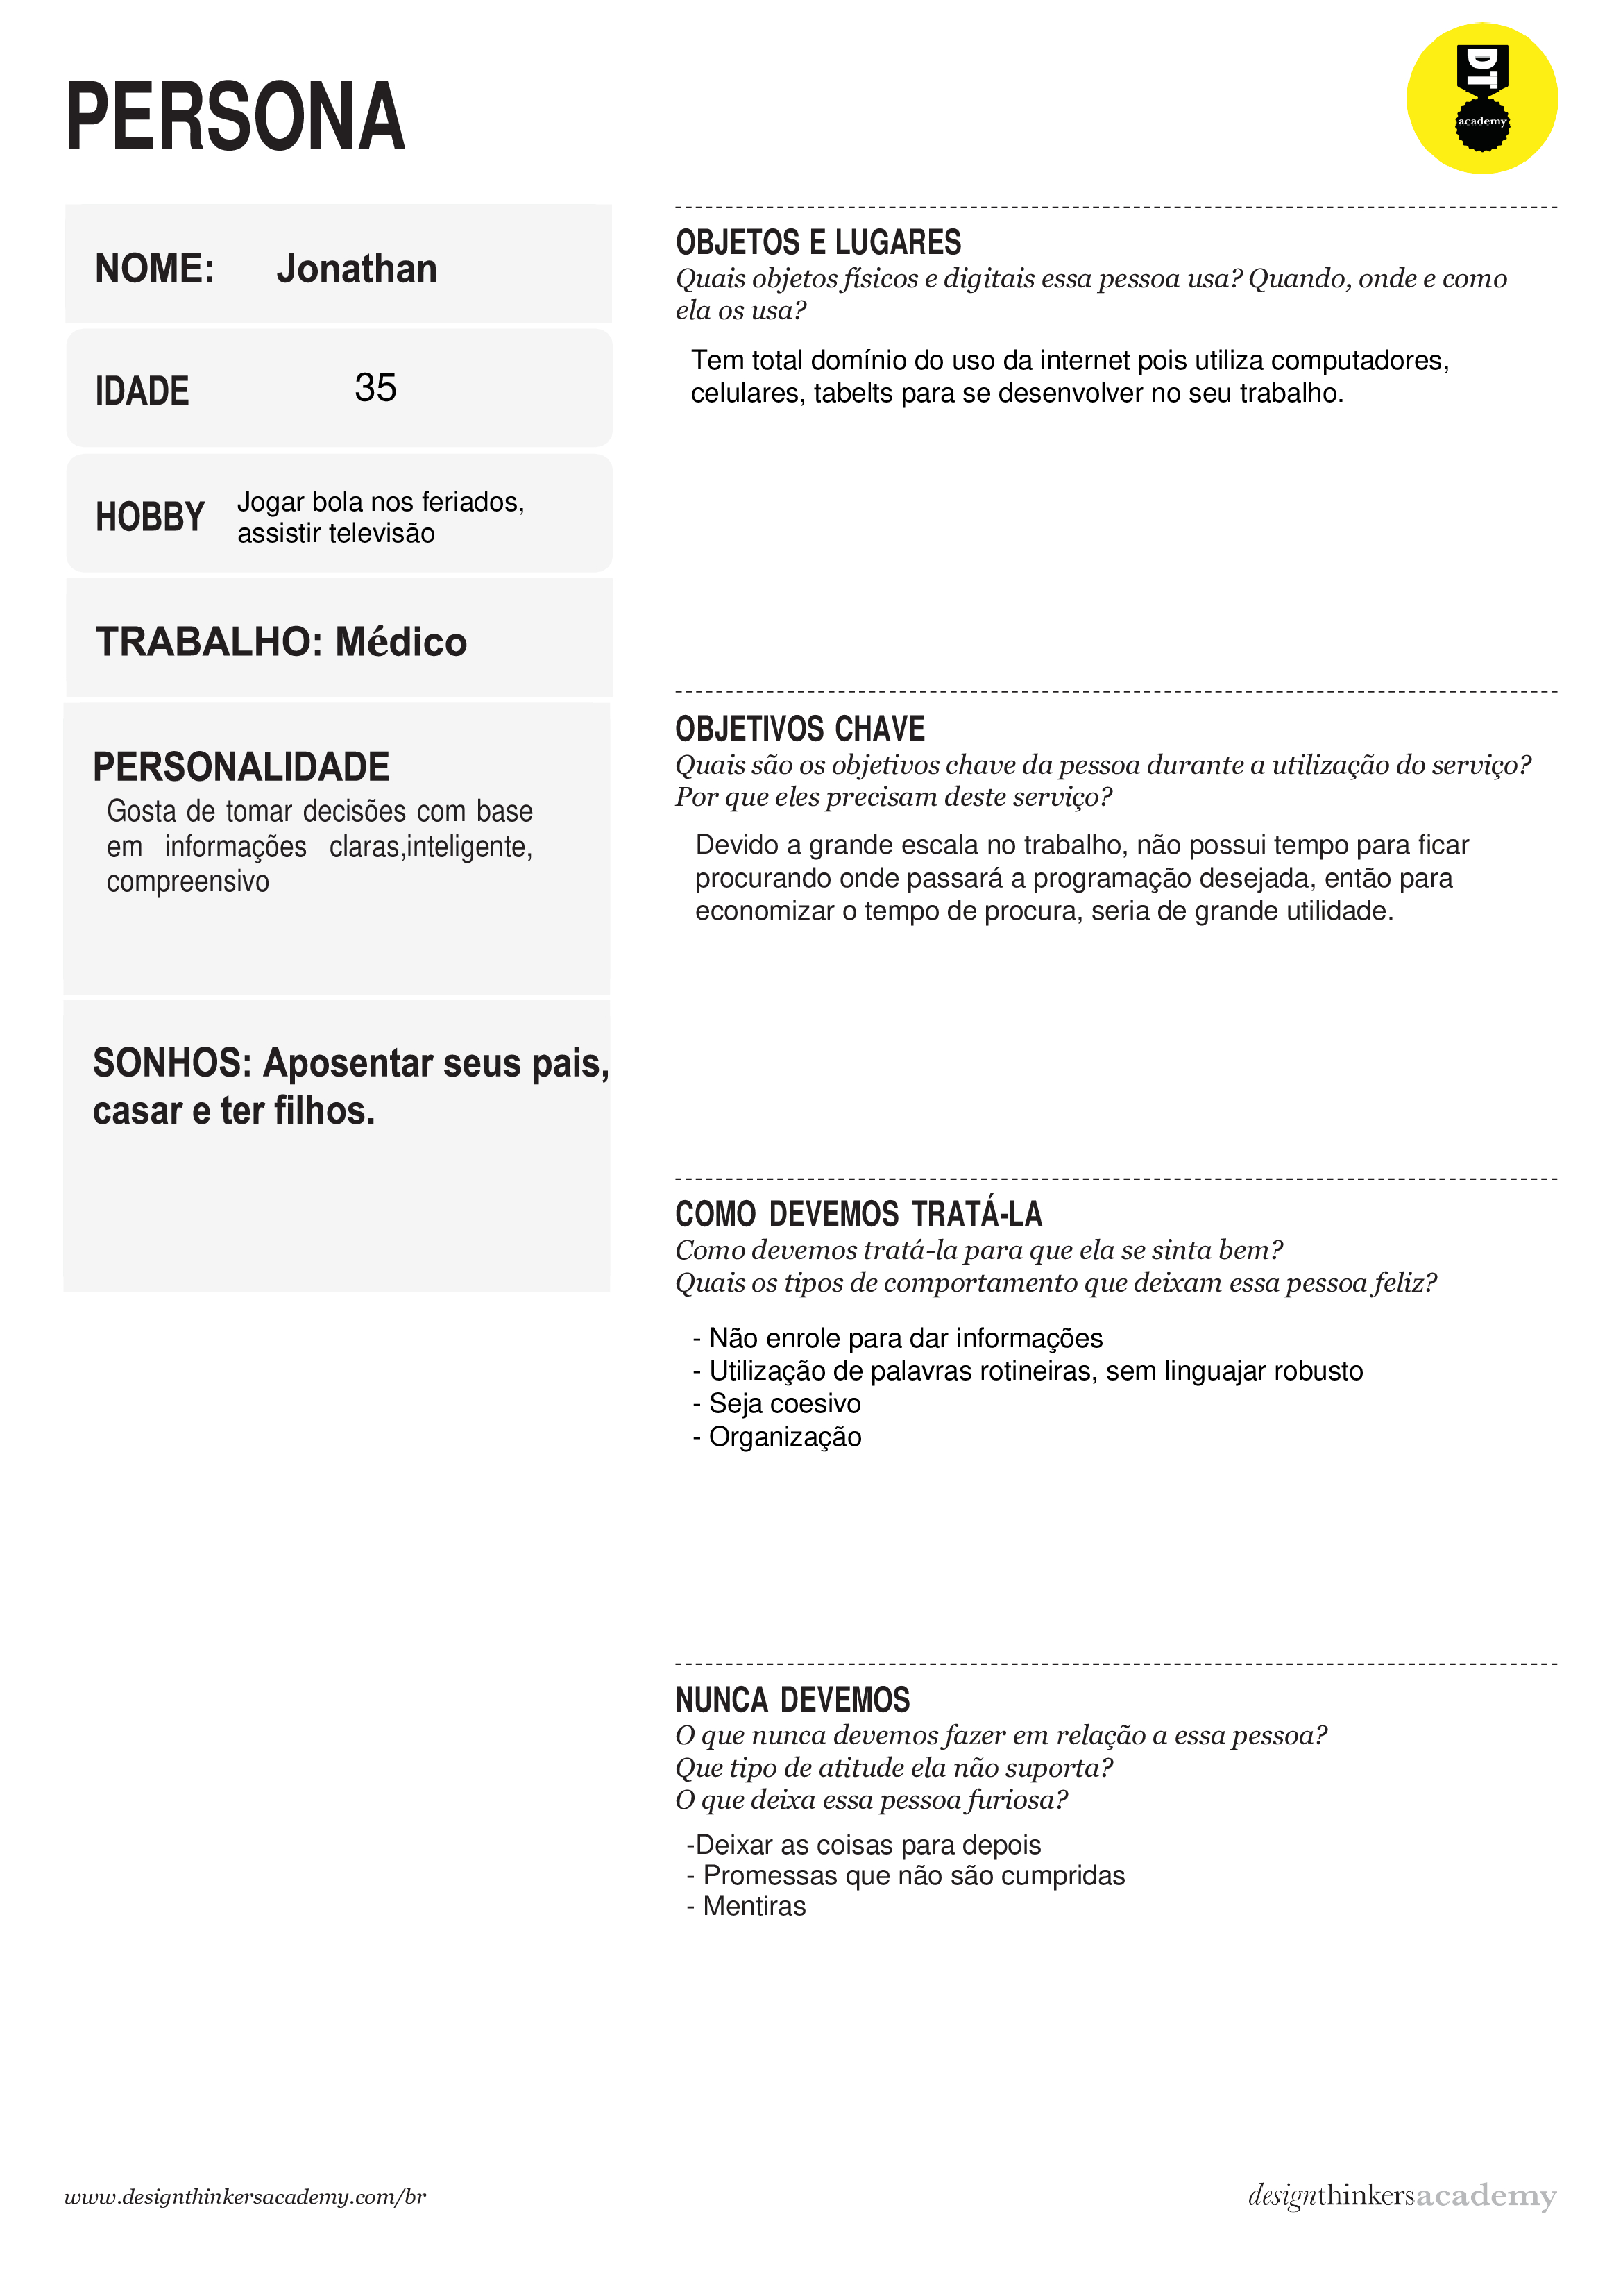 PERSONA
DT
academy
NOME: Jonathan
IDADE 35
HOBBY Jogar bola nos feriados,
assistir televisão
TRABALHO: Médico
PERSONALIDADE
Gosta de tomar decisões com base
em informações claras,inteligente,
compreensivo
SONHOS: Aposentar seus pais,
casar e ter filhos.
OBJETOS E LUGARES
Quais objetos físicos e digitais essa pessoa usa? Quando, onde e como
ela os usa?
Tem total domínio do uso da internet pois utiliza computadores,
celulares, tabelts para se desenvolver no seu trabalho.
OBJETIVOS CHAVE
Quais são os objetivos chave da pessoa durante a utilização do serviço?
Por que eles precisam deste serviço?
Devido a grande escala no trabalho, não possui tempo para ficar
procurando onde passará a programação desejada, então para
economizar o tempo de procura, seria de grande utilidade.
COMO DEVEMOS TRATÁ-LA
Como devemos tratá-la para que ela se sinta bem?
Quais os tipos de comportamento que deixam essa pessoa feliz?
- Não enrole para dar informações
- Utilização de palavras rotineiras, sem linguajar robusto
- Seja coesivo
- Organização
NUNCA DEVEMOS
O que nunca devemos fazer em relação a essa pessoa?
Que tipo de atitude ela não suporta?
O que deixa essa pessoa furiosa?
-Deixar as coisas para depois
- Promessas que não são cumpridas
- Mentiras
www.designthinkersacademy.com/br
designthinkersacademy